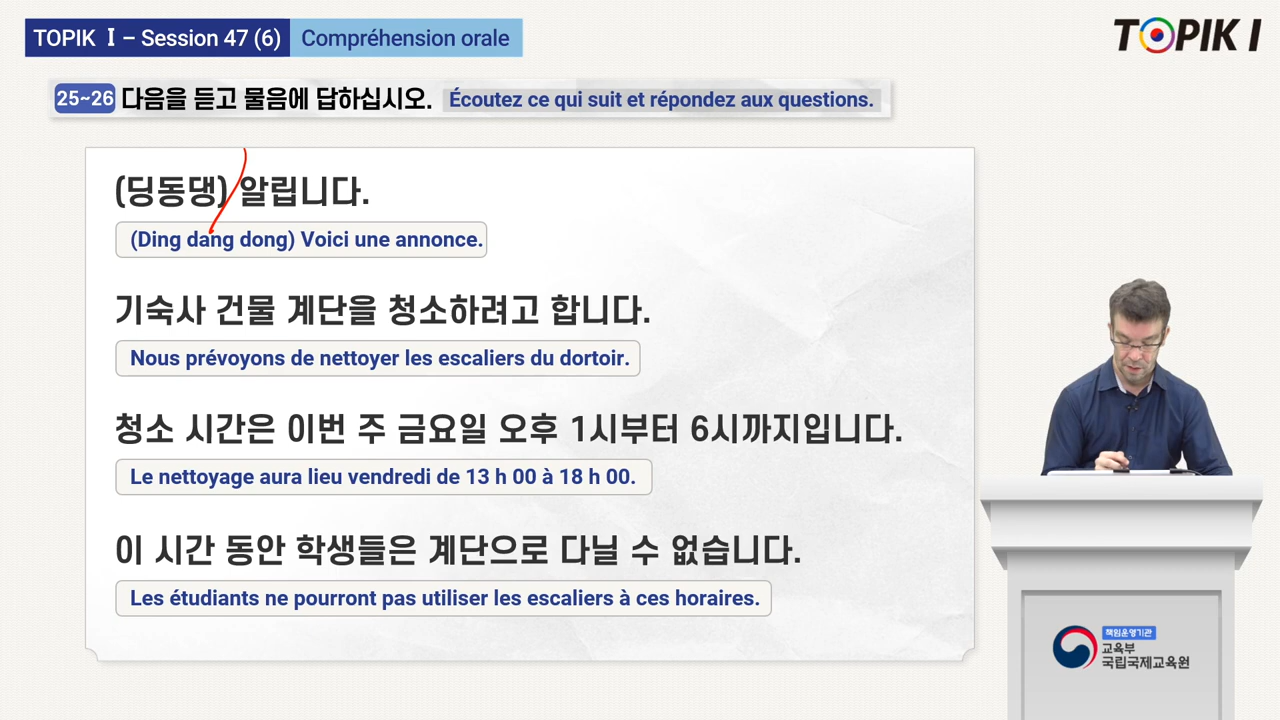 TOPIK Ⅰ – Session 47 (6) Compréhension orale
TOPIK I
25~26 다음을 듣고 물음에 답하십시오. Écoutez ce qui suit et répondez aux questions.
(딩동댕) 알립니다.
(Ding dang dong) Voici une annonce.
기숙사 건물 계단을 청소하려고 합니다.
Nous prévoyons de nettoyer les escaliers du dortoir.
청소 시간은 이번 주 금요일 오후 1시부터 6시까지입니다.
Le nettoyage aura lieu vendredi de 13 h 00 à 18 h 00.
이 시간 동안 학생들은 계단으로 다닐 수 없습니다.
Les étudiants ne pourront pas utiliser les escaliers à ces horaires.
책임운영기관
교육부
국립국제교육원